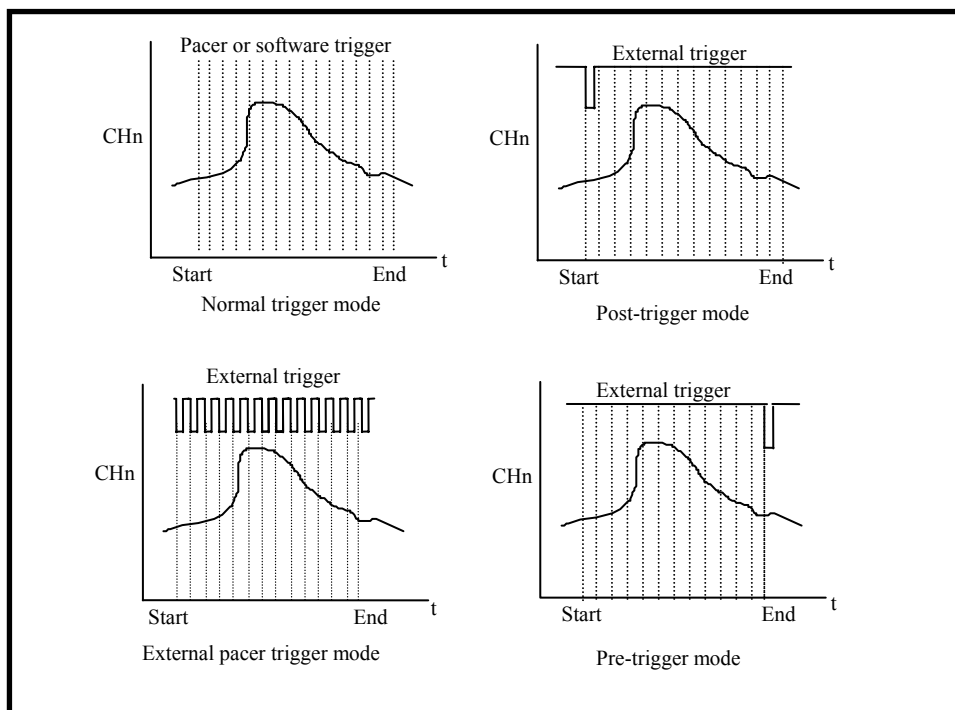 Pacer or software trigger
CHn
t
Start
End
Normal trigger mode
External trigger
CHn
t
Start
End
Post-trigger mode
External trigger
CHn
t
Start
End
External pacer trigger mode
External trigger
CHn
t
Start
End
Pre-trigger mode